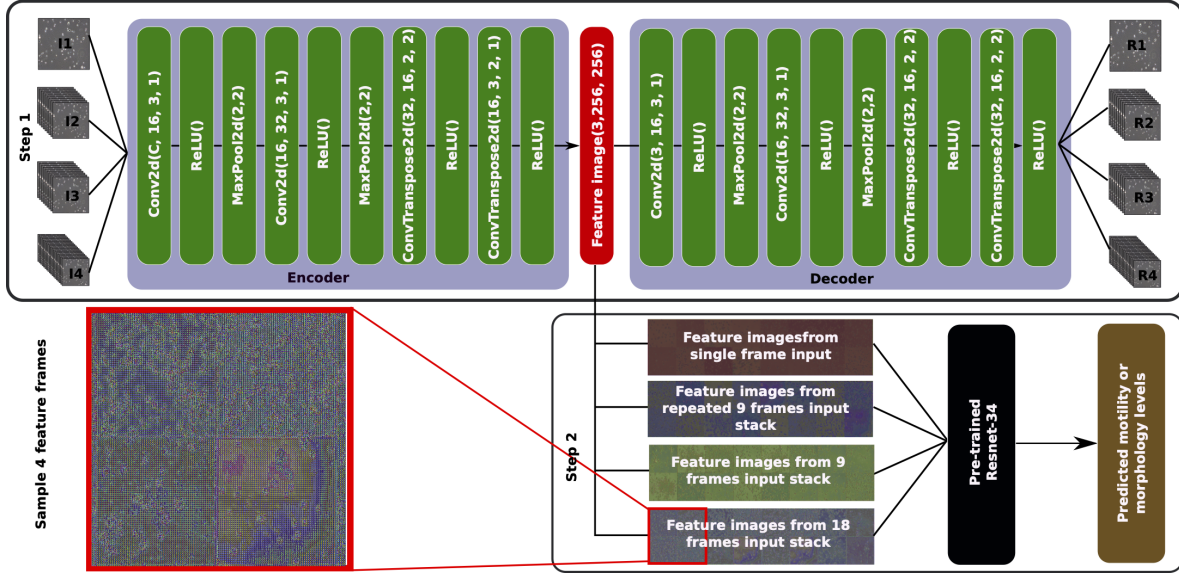 Step 1
I1
I2
I3
I4
Conv2d(C, 16, 3, 1)
ReLU()
MaxPool2d(2,2)
Conv2d(16, 32, 3, 1)
ReLU()
MaxPool2d(2,2)
ConvTranspose2d(32, 16, 2, 2)
ReLU()
ConvTranspose2d(16, 3, 2, 1)
ReLU()
Encoder
Feature image(3,256, 256)
Conv2d(3, 16, 3, 1)
ReLU()
MaxPool2d(2,2)
Conv2d(16, 32, 3, 1)
ReLU()
MaxPool2d(2,2)
ConvTranspose2d(32, 16, 2, 2)
ReLU()
ConvTranspose2d(32, 16, 2, 2)
ReLU()
Decoder
R1
R2
R3
R4
Sample 4 feature frames
Step 2
Feature imagesfrom
single frame input
Feature images from
repeated 9 frames input
stack
Feature images from 9
frames input stack
Feature images from 18
frames input stack
Pre-trained
Resnet-34
Predicted motility or
morphology levels